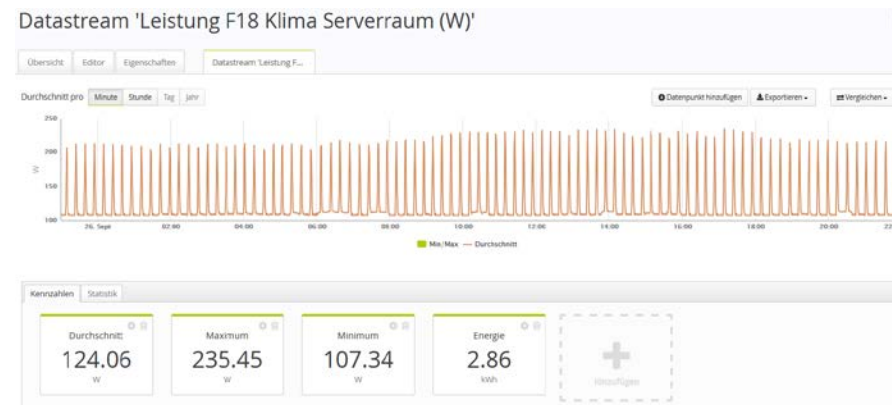 Datastream 'Leistung F18 Klima Serverraum (W)'
Übersicht Editor Eigenschaften Datastream 'Leistung F...
Durchschnitt pro Minute Stunde Tag Jahr Datenpunkt hinzufügen Exportieren Vergleichen
250
200
W
150
100
26. Sept 02:00 04:00 06:00 08:00 10:00 12:00 14:00 16:00 18:00 20:00 22
Min/Max Durchschnitt
Kennzahlen Statistik
Durchschnitt Maximum Minimum Energie
124.06 235.45 107.34 2.86
W W W kWh
Hinzufügen